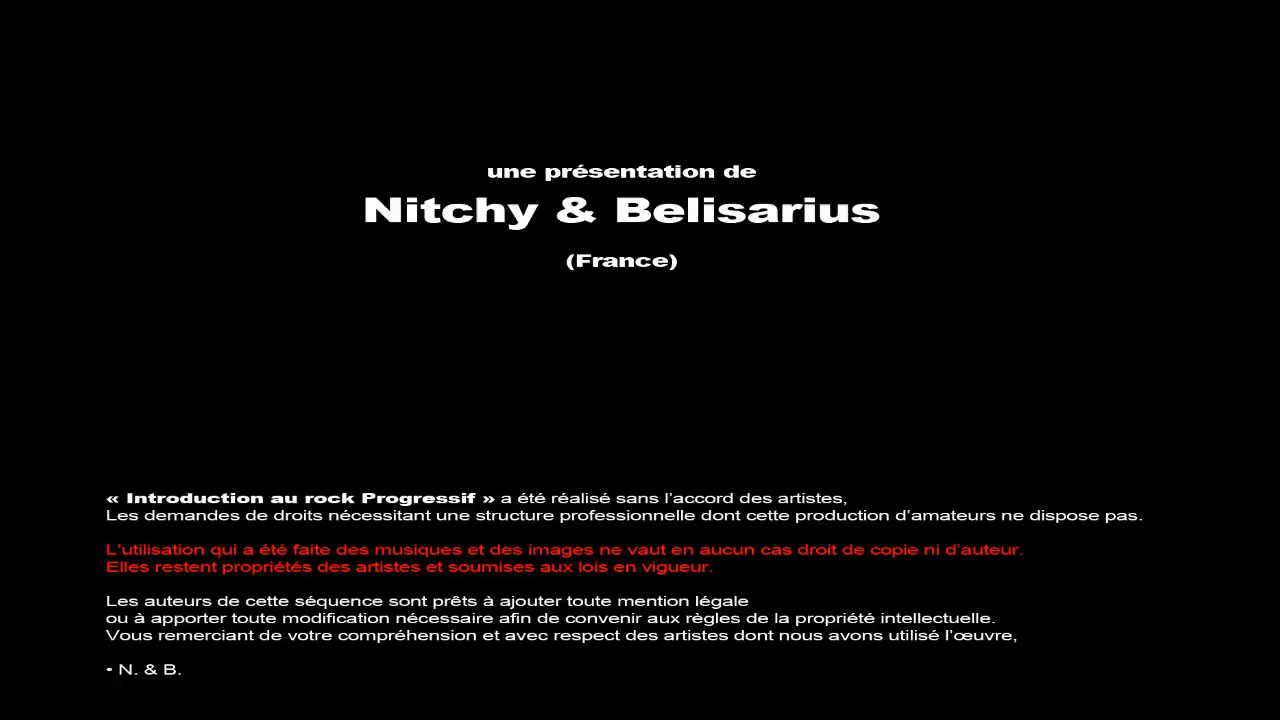 une présentation de
Nitchy & Belisarius
(France)
« Introduction au rock Progressif » a été réalisé sans l'accord des artistes,
Les demandes de droits nécessitant une structure professionnelle dont cette production d'amateurs ne dispose pas.
L'utilisation qui a été faite des musiques et des images ne vaut en aucun cas droit de copie ni d'auteur.
Elles restent propriétés des artistes et soumises aux lois en vigueur.
Les auteurs de cette séquence sont prêts à ajouter toute mention légale
ou à apporter toute modification nécessaire afin de convenir aux règles de la propriété intellectuelle.
Vous remerciant de votre compréhension et avec respect des artistes dont nous avons utilisé l'œuvre,
• N. & B.